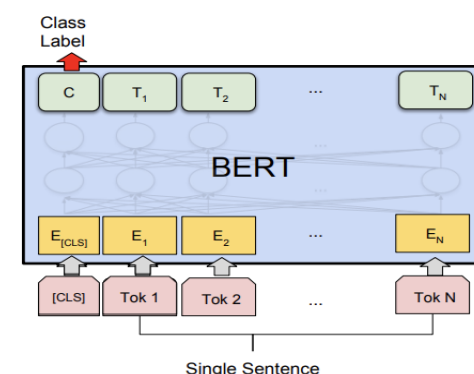 Class
Label
C T1 T2 ... TN
...
BERT
...
E[CLS] E1 E2 ... EN
[CLS] Tok 1 Tok 2 ... Tok N
Single Sentence